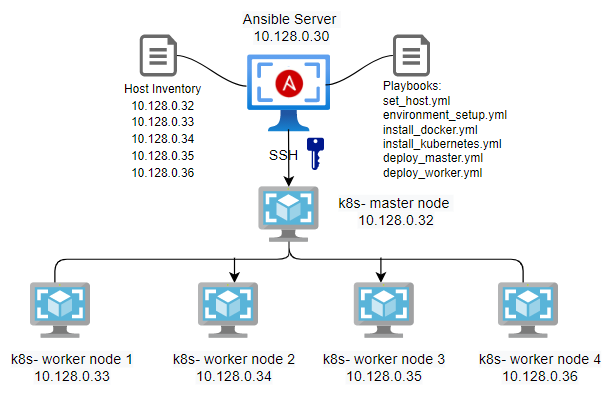 Ansible Server
10.128.0.30
Host Inventory
10.128.0.32
10.128.0.33
10.128.0.34
10.128.0.35
10.128.0.36
Playbooks:
set_host.yml
environment_setup.yml
install_docker.yml
install_kubernetes.yml
deploy_master.yml
deploy_worker.yml
A
SSH
k8s- master node
10.128.0.32
k8s- worker node 1
10.128.0.33
k8s- worker node 2
10.128.0.34
k8s- worker node 3
10.128.0.35
k8s- worker node 4
10.128.0.36